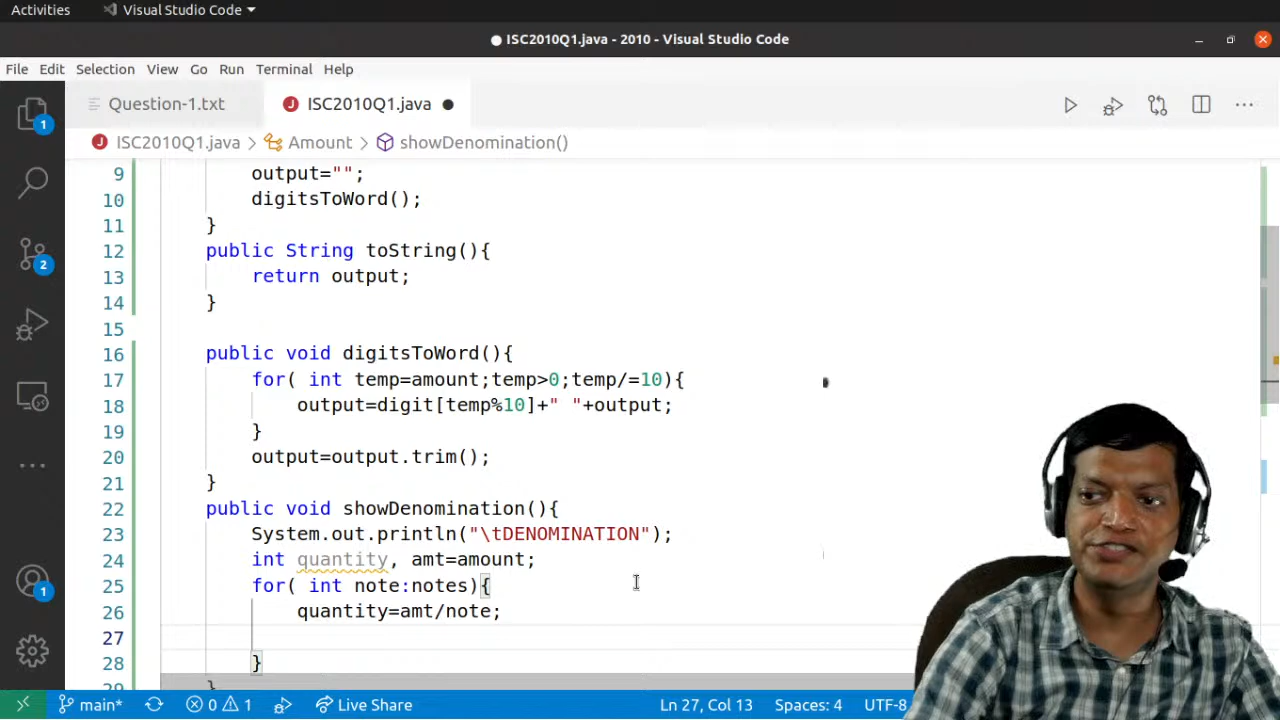 Activities Visual Studio Code
ISC2010Q1.java - 2010 - Visual Studio Code
File Edit Selection View Go Run Terminal Help
Question-1.txt ISC2010Q1.java
ISC2010Q1.java > Amount > showDenomination()
9 output="";
10 digitsToWord();
11 }
12 public String toString(){
13 return output;
14 }
15
16 public void digitsToWord(){
17 for( int temp=amount;temp>0;temp/=10){
18 output=digit[temp%10]+" "+output;
19 }
20 output=output.trim();
21 }
22 public void showDenomination(){
23 System.out.println("\tDENOMINATION");
24 int quantity, amt=amount;
25 for( int note:notes){
26 quantity=amt/note;
27
28 }
29 }
1
2
1
main* 0 1 Live Share Ln 27, Col 13 Spaces: 4 UTF-8